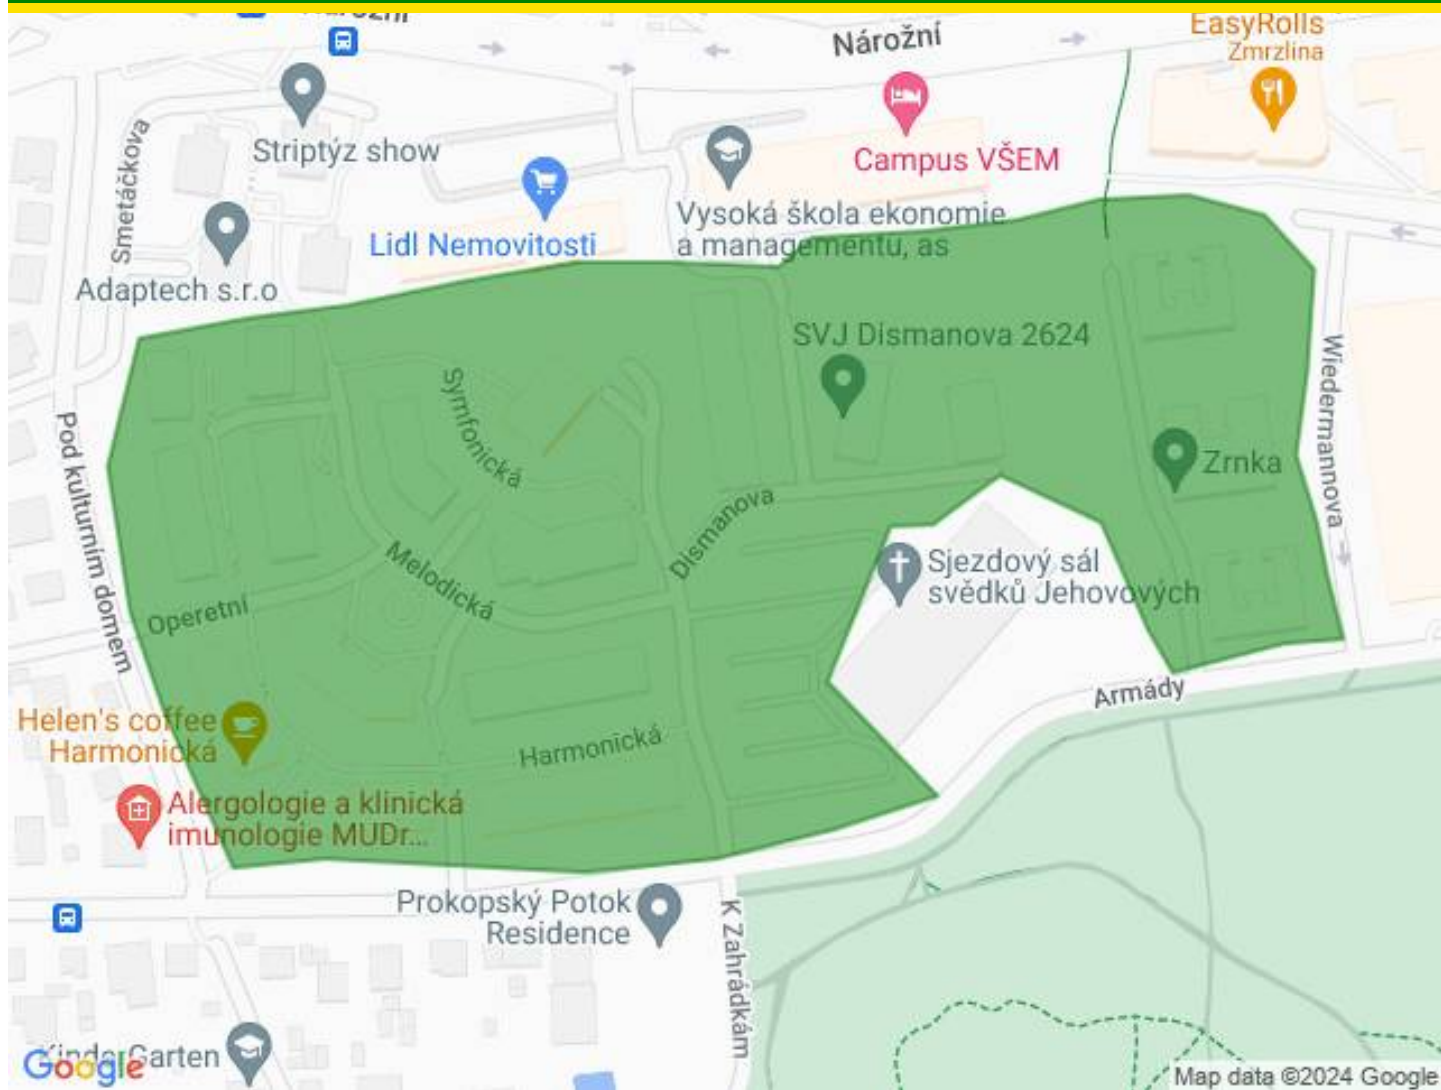 Nárožní
Nárožní
EasyRolls
Zmrzlina
Smetáčkova
Striptýz show
Campus VŠEM
Lidl Nemovitosti
Vysoká škola ekonomie
a managementu, as
Adaptech s.r.o
SVJ Dismanova 2624
Wiedermannova
Symfonická
Pod kulturním domem
Zrnka
Dismanova
Melodická
Sjezdový sál
svědků Jehovových
Operetní
Armády
Helen's coffee
Harmonická
Harmonická
Alergologie a klinická
imunologie MUDr...
Prokopský Potok
Residence
K Zahrádkám
KinderGarten
Google
Map data ©2024 Google